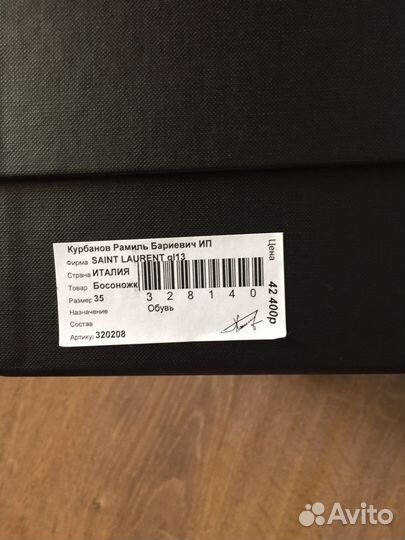 Курбанов Рамиль Бариевич ИП
Фирма SAINT LAURENT gl13
Страна ИТАЛИЯ
Товар Босоножк
Размер 35
3 2 8 1 4 0
Назначение Обувь
Состав
Артикул 320208
Цена 42 400р
Avito